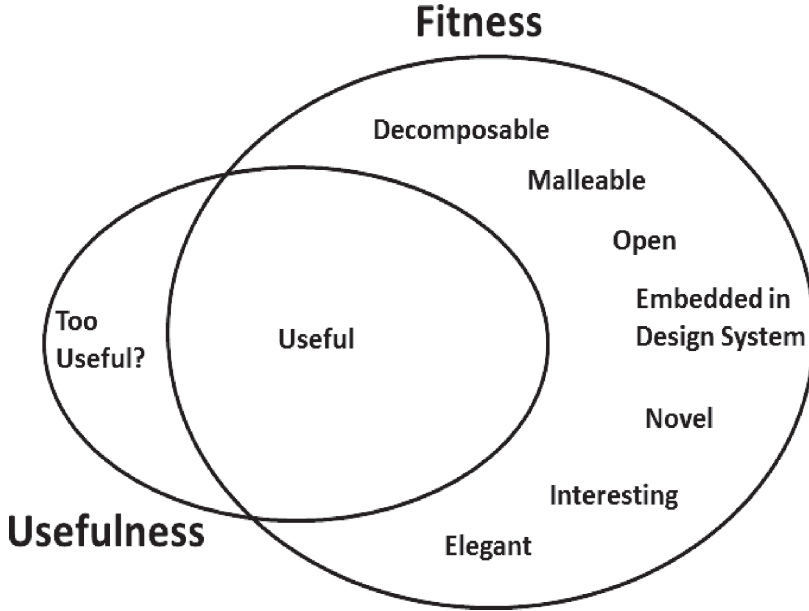 Fitness
Decomposable
Malleable
Open
Embedded in
Design System
Too
Useful?
Useful
Novel
Interesting
Usefulness
Elegant